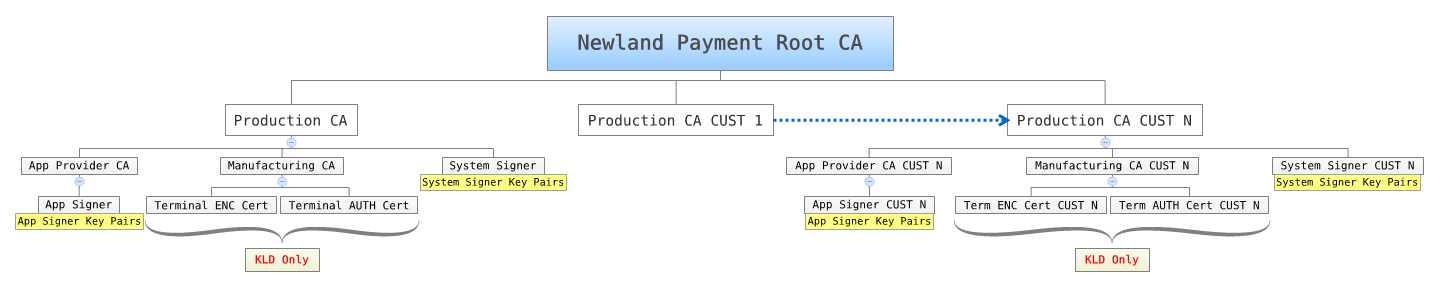 Newland Payment Root CA
Production CA
Production CA CUST 1
Production CA CUST N
App Provider CA
Manufacturing CA
System Signer
System Signer Key Pairs
App Signer
App Signer Key Pairs
Terminal ENC Cert
Terminal AUTH Cert
KLD Only
App Provider CA CUST N
Manufacturing CA CUST N
System Signer CUST N
System Signer Key Pairs
App Signer CUST N
App Signer Key Pairs
Term ENC Cert CUST N
Term AUTH Cert CUST N
KLD Only